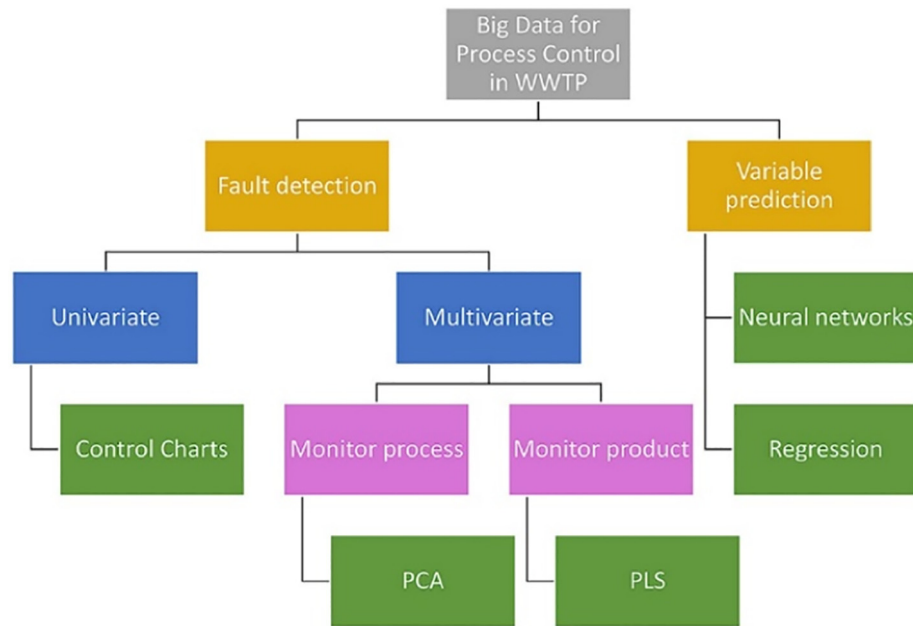 Big Data for
Process Control
in WWTP
Fault detection
Variable
prediction
Univariate
Multivariate
Neural networks
Control Charts
Monitor process
Monitor product
Regression
PCA
PLS